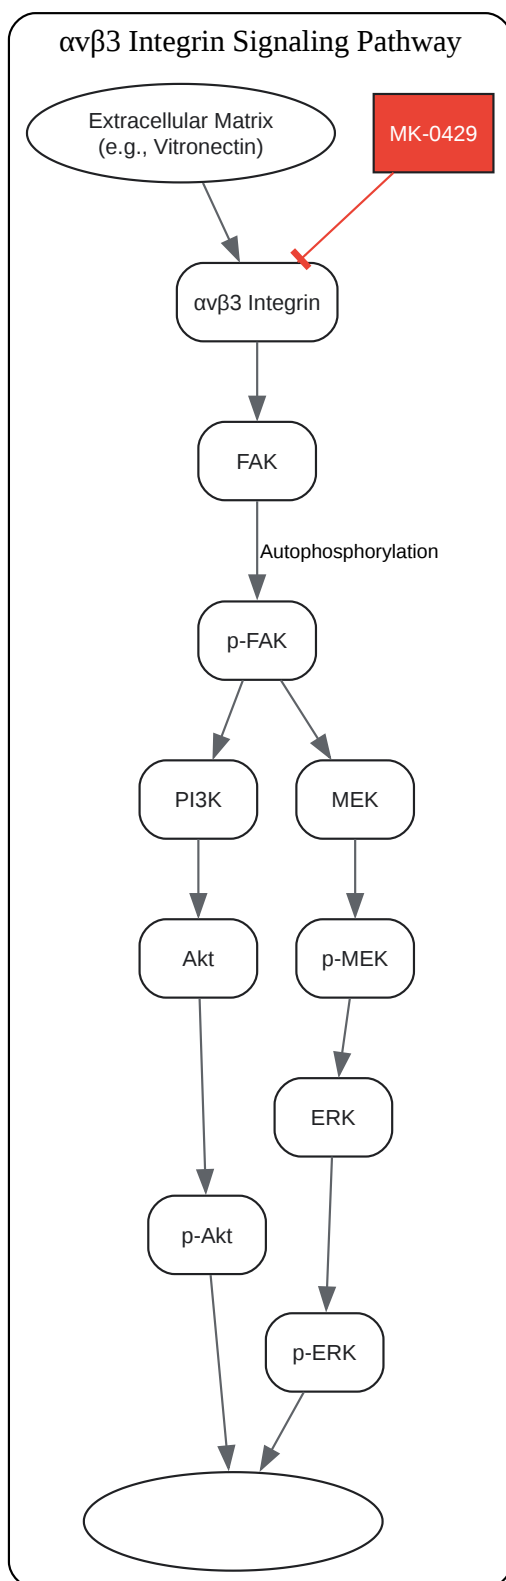 αvβ3 Integrin Signaling Pathway
Extracellular Matrix
(e.g., Vitronectin)
MK-0429
αvβ3 Integrin
FAK
Autophosphorylation
p-FAK
PI3K
MEK
Akt
p-MEK
ERK
p-Akt
p-ERK